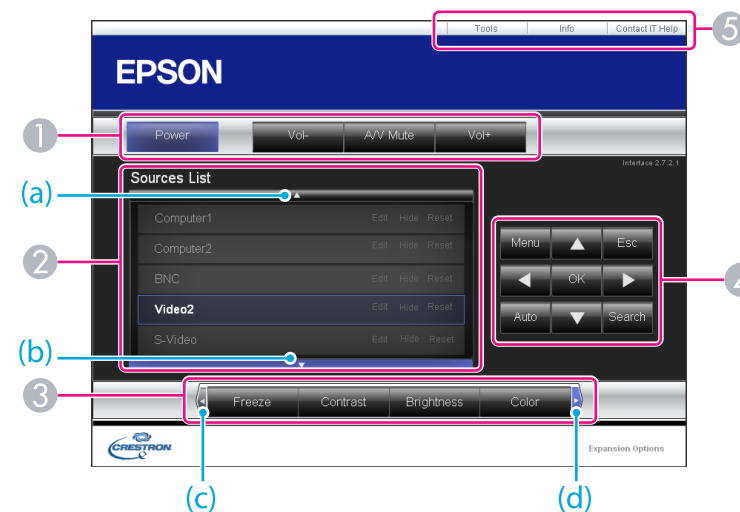 Tools Info Contact IT Help 5
EPSON
1 Power Vol- A/V Mute Vol+
Interface 2.7.2.1
Sources List
(a)
Computer1 Edit Hide Reset
Computer2 Edit Hide Reset
2 BNC Edit Hide Reset
Video2 Edit Hide Reset
S-Video Edit Hide Reset
(b)
Menu Esc
OK 4
Auto Search
3 Freeze Contrast Brightness Color
CRESTRON Expansion Options
(c) (d)